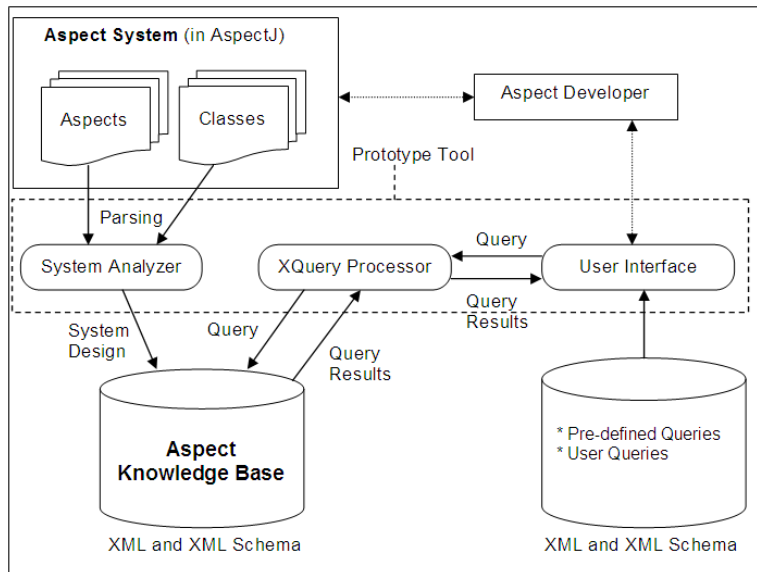 Aspect System (in AspectJ)
Aspects
Classes
Aspect Developer
Prototype Tool
Parsing
System Analyzer
XQuery Processor
User Interface
Query
Query
Results
System
Design
Query
Query
Results
Aspect
Knowledge Base
* Pre-defined Queries
* User Queries
XML and XML Schema
XML and XML Schema